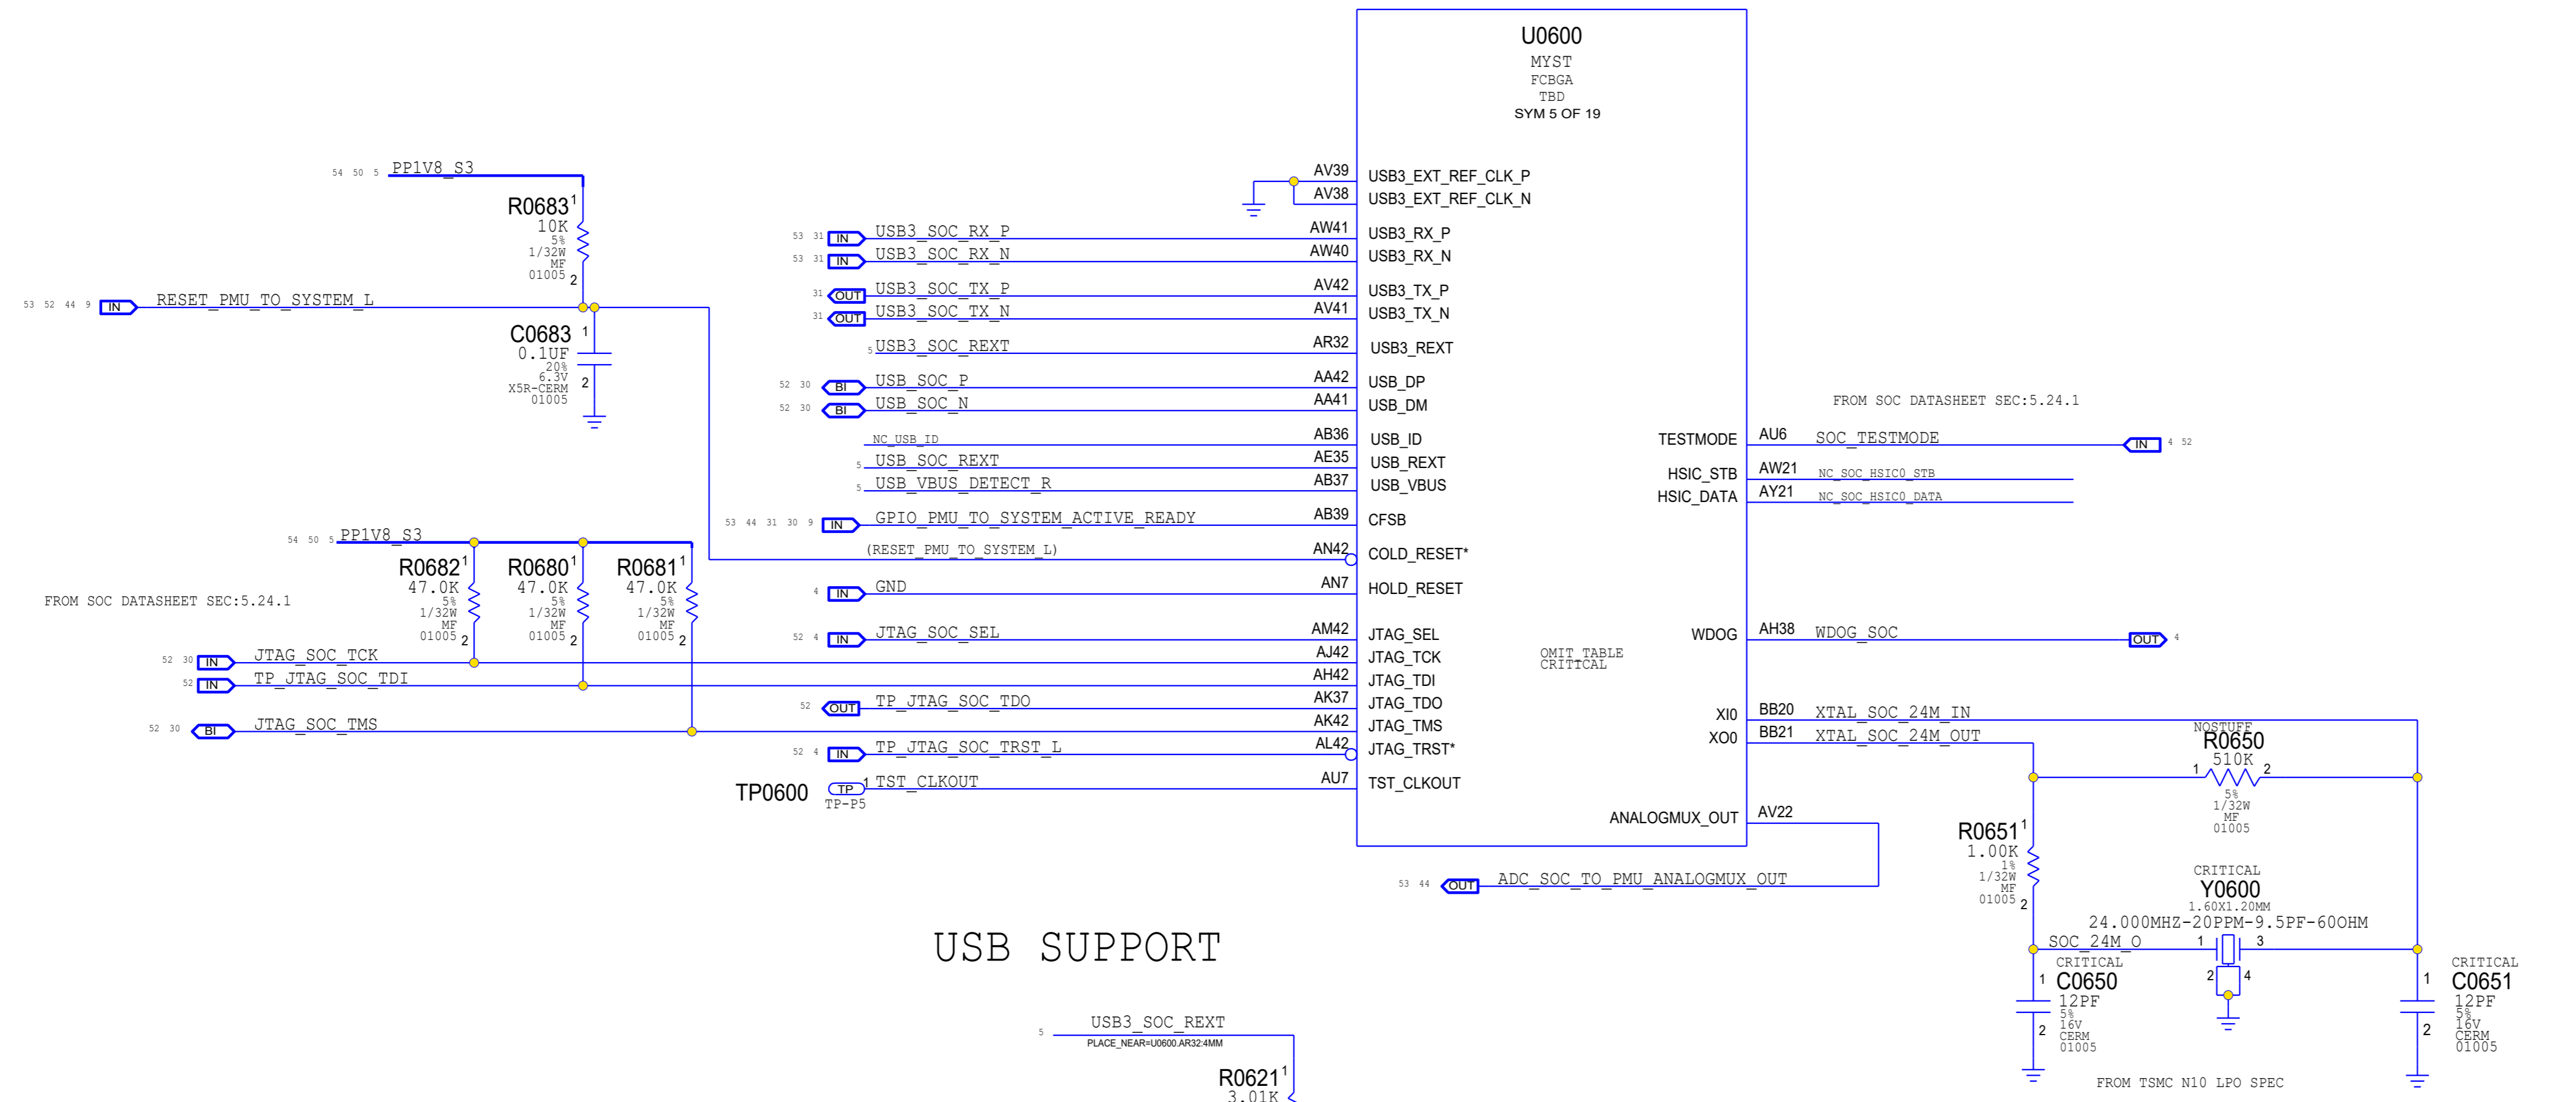 U0600
MYST
FCBGA
TBD
SYM 5 OF 19
54 50 5 PP1V8_S3
R0683 1
10K
5%
1/32W
MF
01005 2
53 52 44 9 IN RESET_PMU_TO_SYSTEM_L
C0683 1
0.1UF
20%
6.3V 2
X5R-CERM
01005
54 50 5 PP1V8_S3
R0682 1 R0680 1 R0681 1
47.0K 47.0K 47.0K
5% 5% 5%
1/32W 1/32W 1/32W
MF MF MF
01005 2 01005 2 01005 2
FROM SOC DATASHEET SEC:5.24.1
52 30 IN JTAG_SOC_TCK
52 IN TP_JTAG_SOC_TDI
52 30 BI JTAG_SOC_TMS
AV39 USB3_EXT_REF_CLK_P
AV38 USB3_EXT_REF_CLK_N
53 31 IN USB3_SOC_RX_P AW41 USB3_RX_P
53 31 IN USB3_SOC_RX_N AW40 USB3_RX_N
31 OUT USB3_SOC_TX_P AV42 USB3_TX_P
31 OUT USB3_SOC_TX_N AV41 USB3_TX_N
5 USB3_SOC_REXT AR32 USB3_REXT
52 30 BI USB_SOC_P AA42 USB_DP
52 30 BI USB_SOC_N AA41 USB_DM
NC_USB_ID AB36 USB_ID
5 USB_SOC_REXT AE35 USB_REXT
5 USB_VBUS_DETECT_R AB37 USB_VBUS
53 44 31 30 9 IN GPIO_PMU_TO_SYSTEM_ACTIVE_READY AB39 CFSB
(RESET_PMU_TO_SYSTEM_L) AN42 COLD_RESET*
4 IN GND AN7 HOLD_RESET
52 4 IN JTAG_SOC_SEL AM42 JTAG_SEL
AJ42 JTAG_TCK
AH42 JTAG_TDI
52 OUT TP_JTAG_SOC_TDO AK37 JTAG_TDO
AK42 JTAG_TMS
52 4 IN TP_JTAG_SOC_TRST_L AL42 JTAG_TRST*
TP0600 TP 1 TST_CLKOUT AU7 TST_CLKOUT
TP-P5
OMIT_TABLE
CRITICAL
FROM SOC DATASHEET SEC:5.24.1
TESTMODE AU6 SOC_TESTMODE IN 4 52
HSIC_STB AW21 NC_SOC_HSIC0_STB
HSIC_DATA AY21 NC_SOC_HSIC0_DATA
WDOG AH38 WDOG_SOC OUT 4
XI0 BB20 XTAL_SOC_24M_IN
XO0 BB21 XTAL_SOC_24M_OUT
ANALOGMUX_OUT AV22
53 44 OUT ADC_SOC_TO_PMU_ANALOGMUX_OUT
NOSTUFF
R0650
510K
1 2
5%
1/32W
MF
01005
R0651 1
1.00K
1%
1/32W
MF
01005 2
CRITICAL
Y0600
1.60X1.20MM
24.000MHZ-20PPM-9.5PF-60OHM
SOC_24M_O 1 3
2 4
CRITICAL
1 C0650
12PF
5%
2 16V
CERM
01005
CRITICAL
1 C0651
12PF
5%
2 16V
CERM
01005
FROM TSMC N10 LPO SPEC
USB SUPPORT
5 USB3_SOC_REXT
PLACE_NEAR=U0600.AR32:4MM
R0621 1
3.01K